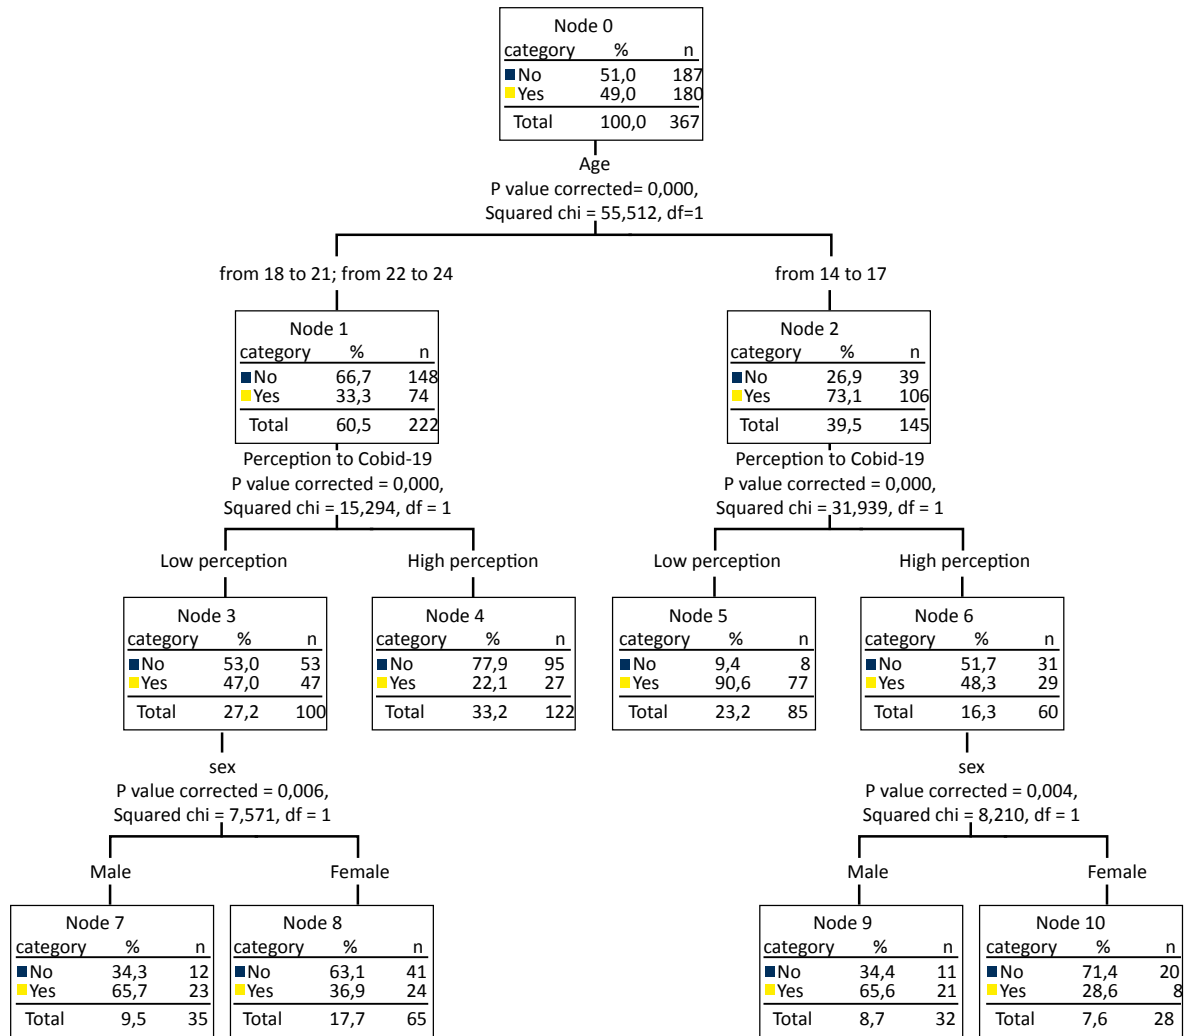 Node 0
category % n
No 51,0 187
Yes 49,0 180
Total 100,0 367
Age
P value corrected= 0,000,
Squared chi = 55,512, df=1
from 18 to 21; from 22 to 24
from 14 to 17
Node 1
category % n
No 66,7 148
Yes 33,3 74
Total 60,5 222
Node 2
category % n
No 26,9 39
Yes 73,1 106
Total 39,5 145
Perception to Cobid-19
P value corrected = 0,000,
Squared chi = 15,294, df = 1
Perception to Cobid-19
P value corrected = 0,000,
Squared chi = 31,939, df = 1
Low perception
High perception
Low perception
High perception
Node 3
category % n
No 53,0 53
Yes 47,0 47
Total 27,2 100
Node 4
category % n
No 77,9 95
Yes 22,1 27
Total 33,2 122
Node 5
category % n
No 9,4 8
Yes 90,6 77
Total 23,2 85
Node 6
category % n
No 51,7 31
Yes 48,3 29
Total 16,3 60
sex
P value corrected = 0,006,
Squared chi = 7,571, df = 1
sex
P value corrected = 0,004,
Squared chi = 8,210, df = 1
Male
Female
Male
Female
Node 7
category % n
No 34,3 12
Yes 65,7 23
Total 9,5 35
Node 8
category % n
No 63,1 41
Yes 36,9 24
Total 17,7 65
Node 9
category % n
No 34,4 11
Yes 65,6 21
Total 8,7 32
Node 10
category % n
No 71,4 20
Yes 28,6 8
Total 7,6 28